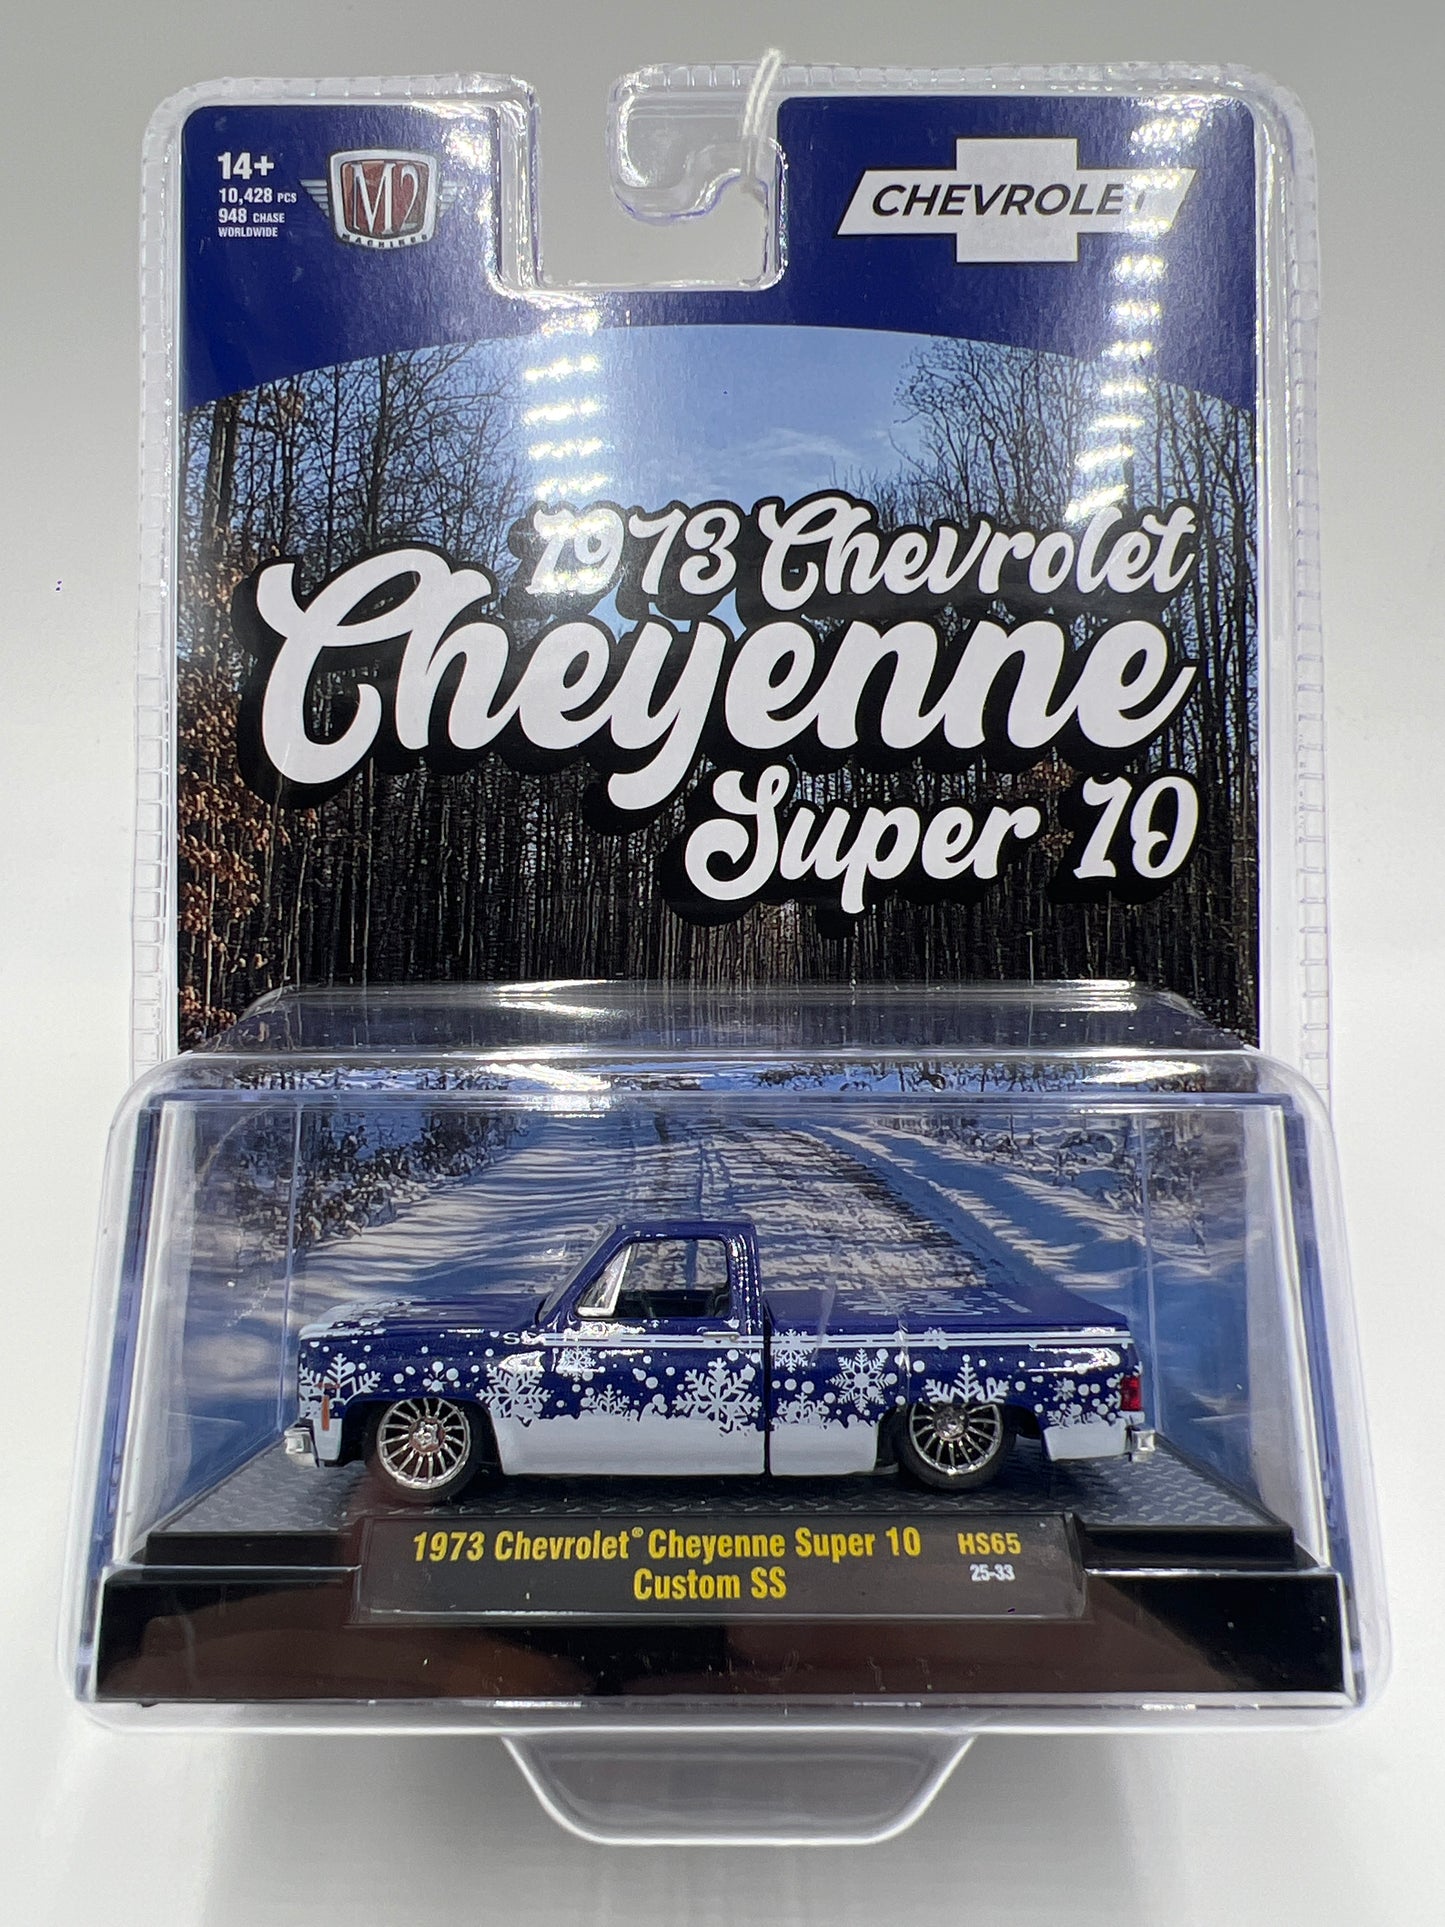 14+
10,428 PCS
948 CHASE
WORLDWIDE
M2
MACHINES
CHEVROLET
1973 Chevrolet
Cheyenne
Super 10
1973 Chevrolet® Cheyenne Super 10 HS65
Custom SS 25-33